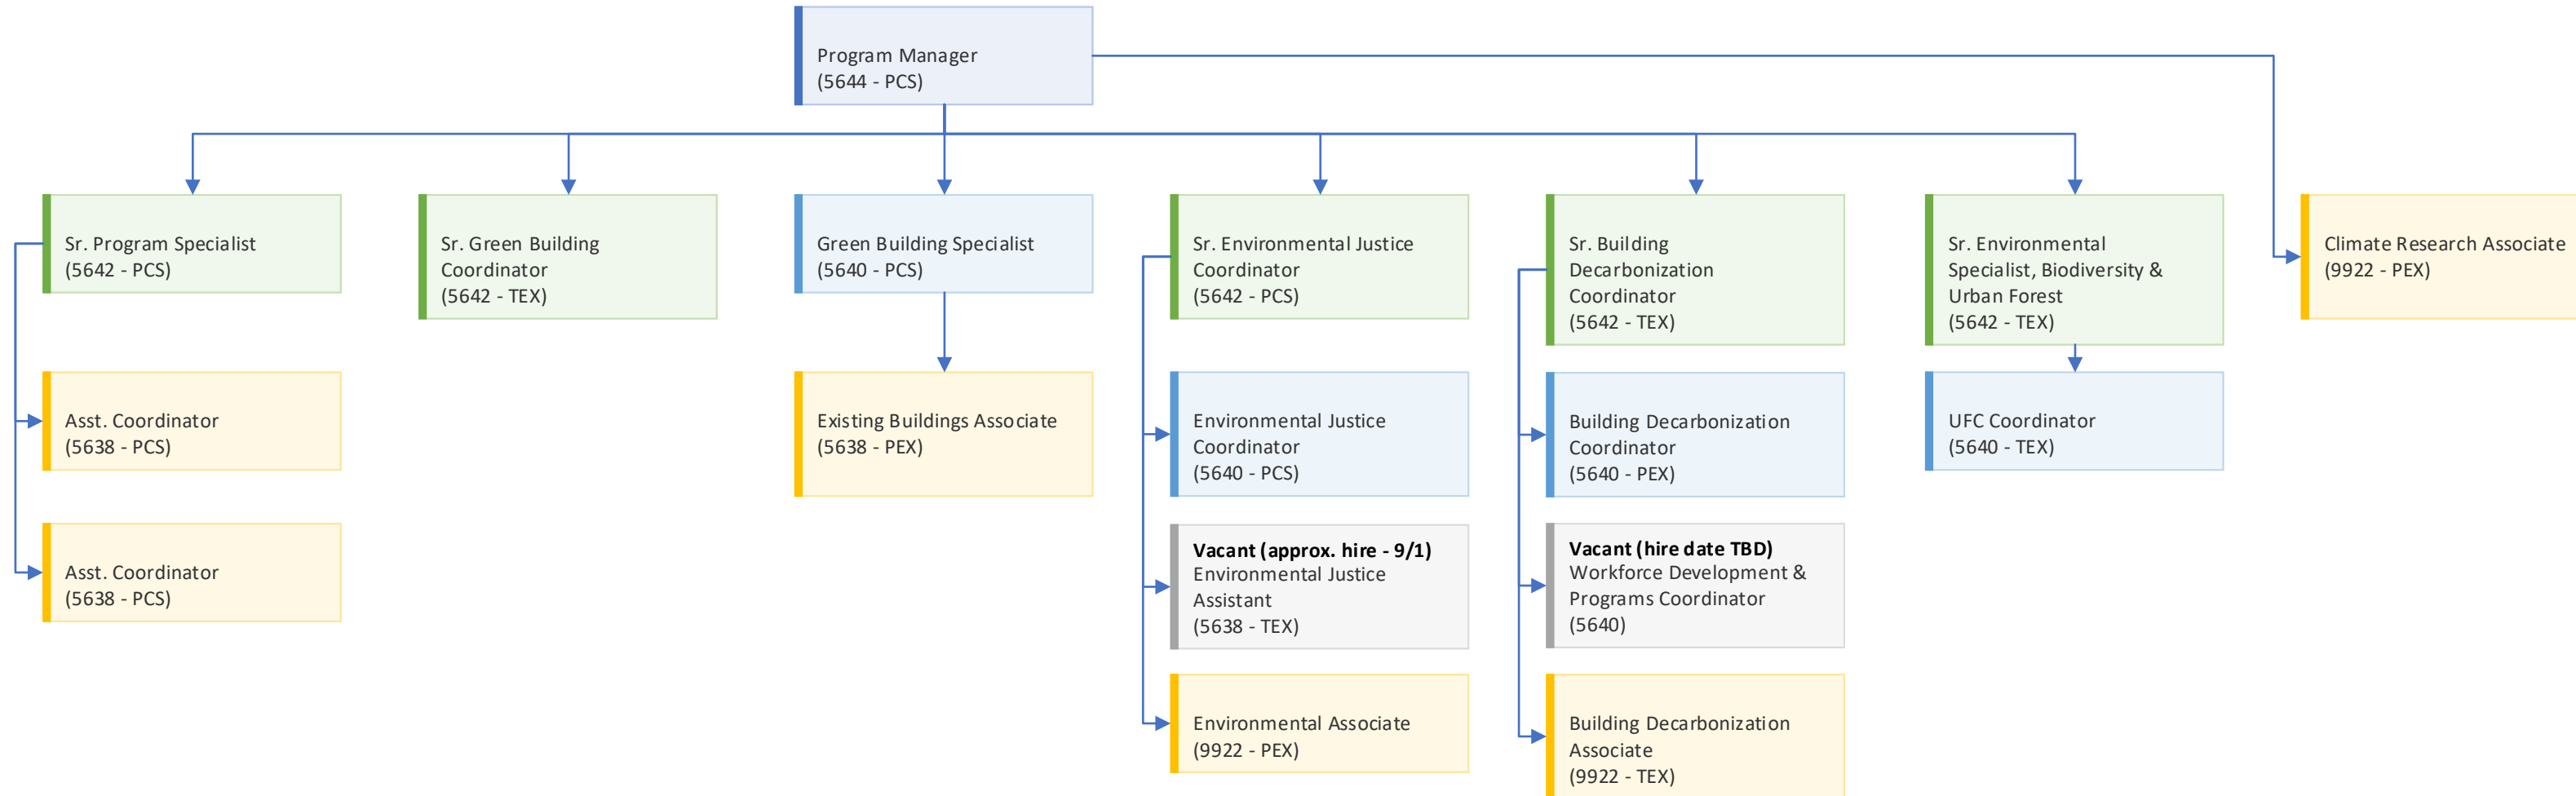 Program Manager
(5644 - PCS)
Sr. Program Specialist
(5642 - PCS)
Sr. Green Building
Coordinator
(5642 - TEX)
Green Building Specialist
(5640 - PCS)
Sr. Environmental Justice
Coordinator
(5642 - PCS)
Sr. Building
Decarbonization
Coordinator
(5642 - TEX)
Sr. Environmental
Specialist, Biodiversity &
Urban Forest
(5642 - TEX)
Climate Research Associate
(9922 - PEX)
Asst. Coordinator
(5638 - PCS)
Existing Buildings Associate
(5638 - PEX)
Environmental Justice
Coordinator
(5640 - PCS)
Building Decarbonization
Coordinator
(5640 - PEX)
UFC Coordinator
(5640 - TEX)
Asst. Coordinator
(5638 - PCS)
Vacant (approx. hire - 9/1)
Environmental Justice
Assistant
(5638 - TEX)
Vacant (hire date TBD)
Workforce Development &
Programs Coordinator
(5640)
Environmental Associate
(9922 - PEX)
Building Decarbonization
Associate
(9922 - TEX)